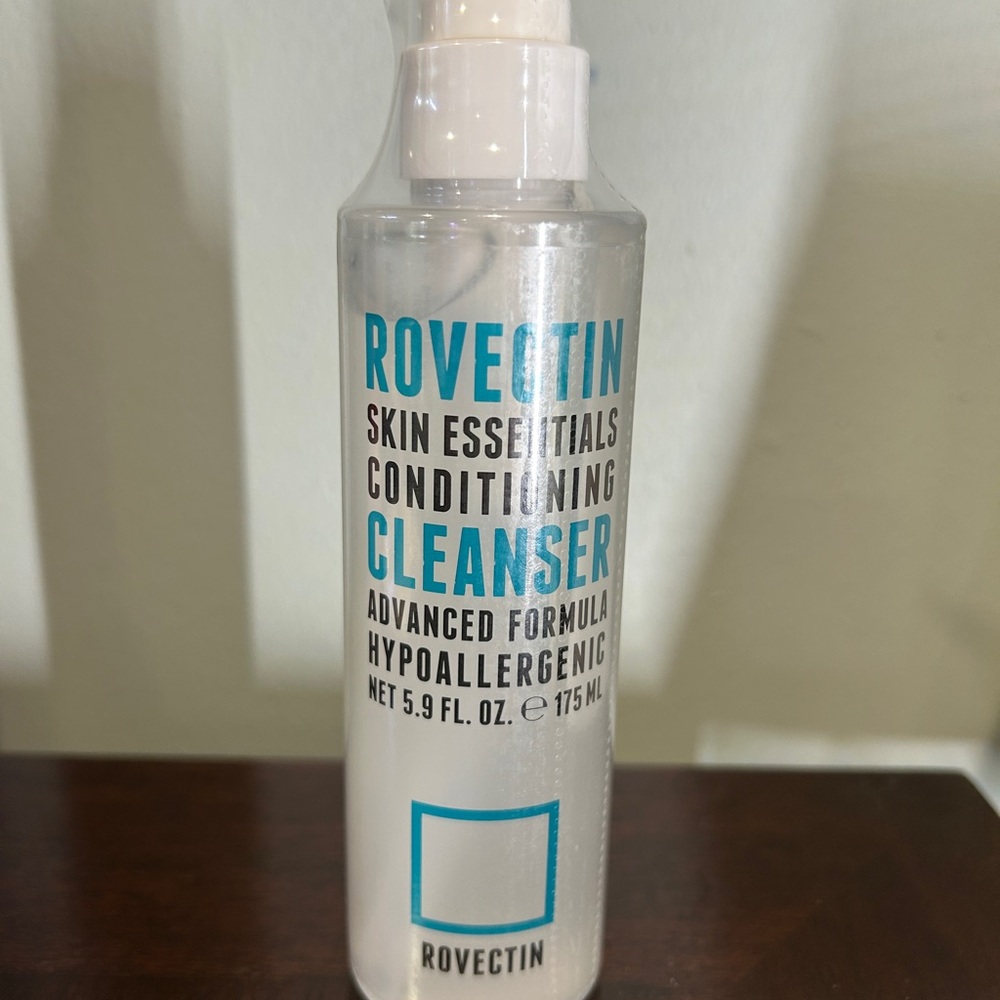 ROVECTIN
SKIN ESSENTIALS
CONDITIONING
CLEANSER
ADVANCED FORMULA
HYPOALLERGENIC
NET 5.9 FL. OZ. ℮ 175 ML
ROVECTIN